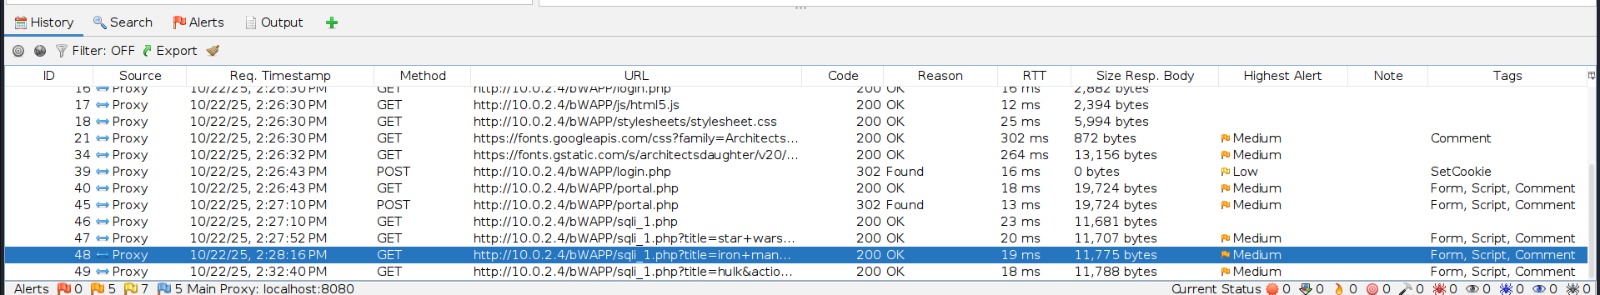 History Search Alerts Output
Filter: OFF Export
ID Source Req. Timestamp Method URL Code Reason RTT Size Resp. Body Highest Alert Note Tags
16 Proxy 10/22/25, 2:26:30 PM GET http://10.0.2.4/bWAPP/login.php 200 OK 16 ms 2,882 bytes
17 Proxy 10/22/25, 2:26:30 PM GET http://10.0.2.4/bWAPP/js/html5.js 200 OK 12 ms 2,394 bytes
18 Proxy 10/22/25, 2:26:30 PM GET http://10.0.2.4/bWAPP/stylesheets/stylesheet.css 200 OK 25 ms 5,994 bytes
21 Proxy 10/22/25, 2:26:30 PM GET https://fonts.googleapis.com/css?family=Architects... 200 OK 302 ms 872 bytes Medium Comment
34 Proxy 10/22/25, 2:26:32 PM GET https://fonts.gstatic.com/s/architectsdaughter/v20/... 200 OK 264 ms 13,156 bytes Medium
39 Proxy 10/22/25, 2:26:43 PM POST http://10.0.2.4/bWAPP/login.php 302 Found 16 ms 0 bytes Low SetCookie
40 Proxy 10/22/25, 2:26:43 PM GET http://10.0.2.4/bWAPP/portal.php 200 OK 18 ms 19,724 bytes Medium Form, Script, Comment
45 Proxy 10/22/25, 2:27:10 PM POST http://10.0.2.4/bWAPP/portal.php 302 Found 13 ms 19,724 bytes Medium Form, Script, Comment
46 Proxy 10/22/25, 2:27:10 PM GET http://10.0.2.4/bWAPP/sqli_1.php 200 OK 23 ms 11,681 bytes
47 Proxy 10/22/25, 2:27:52 PM GET http://10.0.2.4/bWAPP/sqli_1.php?title=star+wars... 200 OK 20 ms 11,707 bytes Medium Form, Script, Comment
48 Proxy 10/22/25, 2:28:16 PM GET http://10.0.2.4/bWAPP/sqli_1.php?title=iron+man... 200 OK 19 ms 11,775 bytes Medium Form, Script, Comment
49 Proxy 10/22/25, 2:32:40 PM GET http://10.0.2.4/bWAPP/sqli_1.php?title=hulk&actio... 200 OK 18 ms 11,788 bytes Medium Form, Script, Comment
Alerts 0 5 7 5 Main Proxy: localhost:8080 Current Status 0 0 0 0 0 0 0 0 0 0